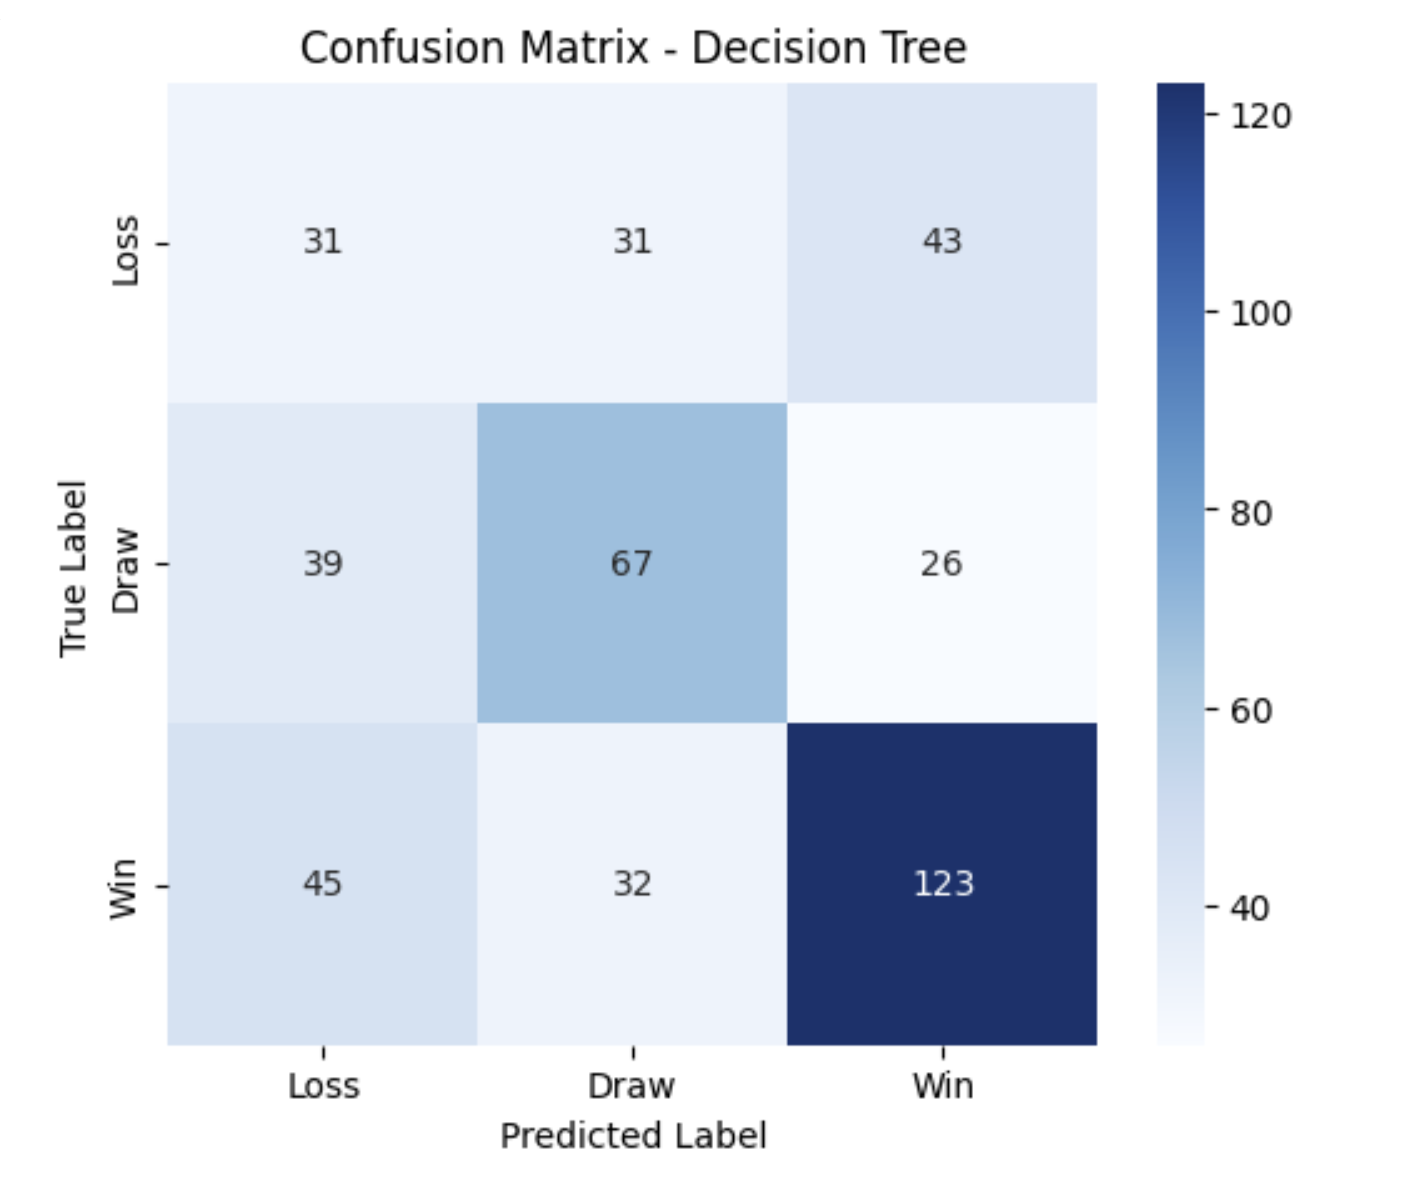 Confusion Matrix - Decision Tree
True Label
Loss
31 31 43
Draw
39 67 26
Win
45 32 123
Loss Draw Win
Predicted Label
120
100
80
60
40